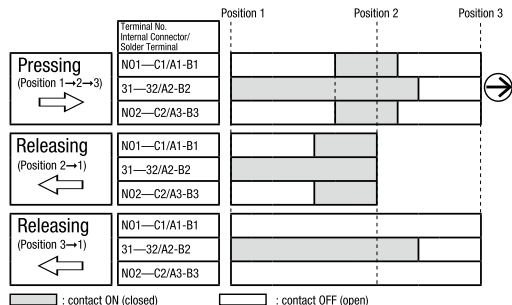 Position 1 Position 2 Position 3
Terminal No.
Internal Connector/
Solder Terminal
Pressing
(Position 1→2→3)
NO1—C1/A1-B1
31—32/A2-B2
NO2—C2/A3-B3
Releasing
(Position 2→1)
NO1—C1/A1-B1
31—32/A2-B2
NO2—C2/A3-B3
Releasing
(Position 3→1)
NO1—C1/A1-B1
31—32/A2-B2
NO2—C2/A3-B3
: contact ON (closed) : contact OFF (open)